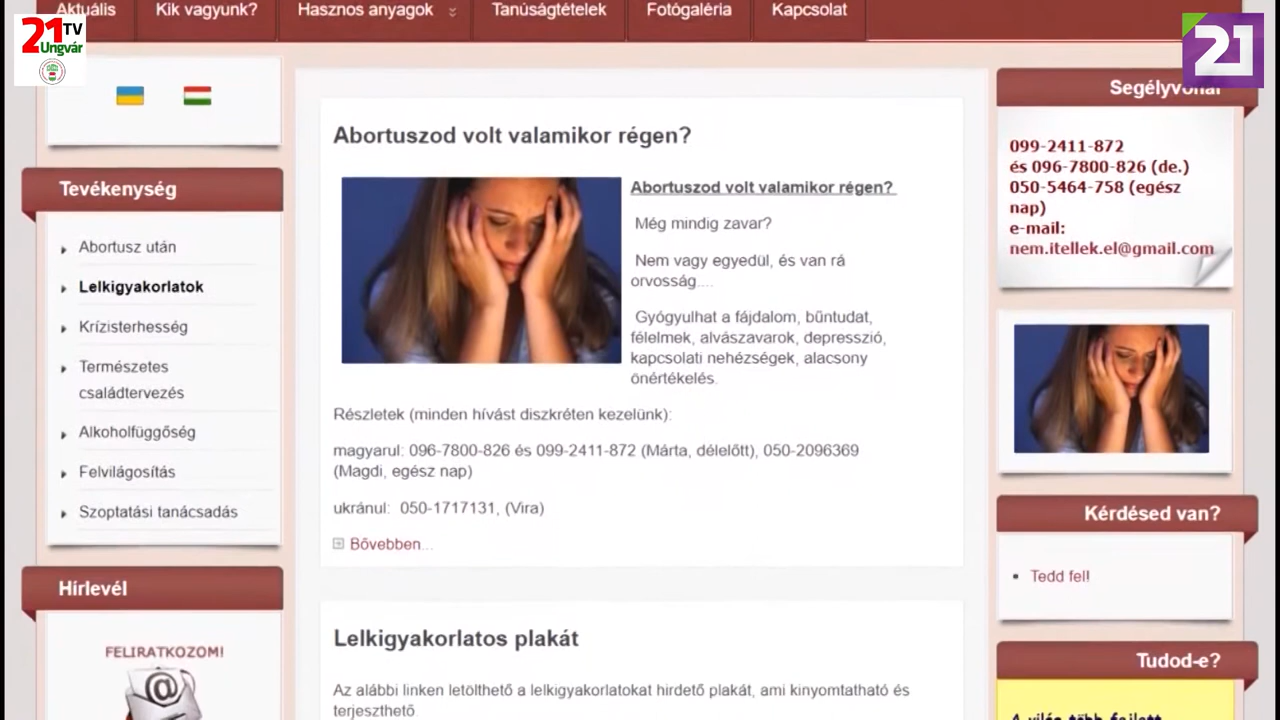 Aktuális
Kik vagyunk?
Hasznos anyagok
Tanúságtételek
Fotógaléria
Kapcsolat
21 TV
Ungvár
21
Tevékenység
Abortusz után
Lelkigyakorlatok
Krízisterhesség
Természetes
családtervezés
Alkoholfüggőség
Felvilágosítás
Szoptatási tanácsadás
Hírlevél
FELIRATKOZOM!
@
Abortuszod volt valamikor régen?
Abortuszod volt valamikor régen?
Még mindig zavar?
Nem vagy egyedül, és van rá
orvosság....
Gyógyulhat a fájdalom, bűntudat,
félelmek, alvászavarok, depresszió,
kapcsolati nehézségek, alacsony
önértékelés.
Részletek (minden hívást diszkréten kezelünk):
magyarul: 096-7800-826 és 099-2411-872 (Márta, délelőtt), 050-2096369
(Magdi, egész nap)
ukránul: 050-1717131, (Vira)
Bővebben...
Lelkigyakorlatos plakát
Az alábbi linken letölthető a lelkigyakorlatokat hirdető plakát, ami kinyomtatható és
terjeszthető
Segélyvonal
099-2411-872
és 096-7800-826 (de.)
050-5464-758 (egész
nap)
e-mail:
nem.itellek.el@gmail.com
Kérdésed van?
Tedd fel!
Tudod-e?
A világ több fejlett